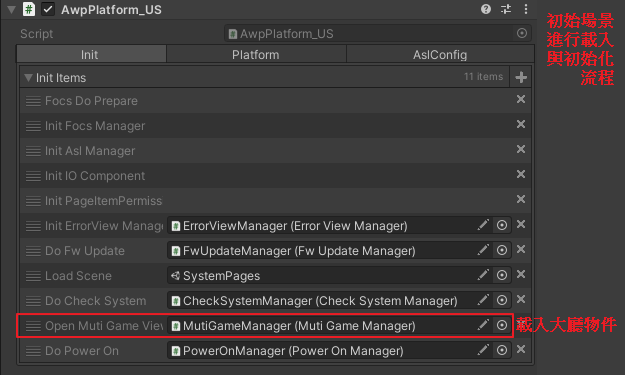 AwpPlatform_US
初始場景
進行載入
與初始化
流程
Script
AwpPlatform_US
Init
Platform
AslConfig
Init Items
11 items
Focs Do Prepare
Init Focs Manager
Init Asl Manager
Init IO Component
Init PageItemPermiss
Init ErrorView Manage
ErrorViewManager (Error View Manager)
Do Fw Update
FwUpdateManager (Fw Update Manager)
Load Scene
SystemPages
Do Check System
CheckSystemManager (Check System Manager)
Open Muti Game View
MutiGameManager (Muti Game Manager)
載入大廳物件
Do Power On
PowerOnManager (Power On Manager)